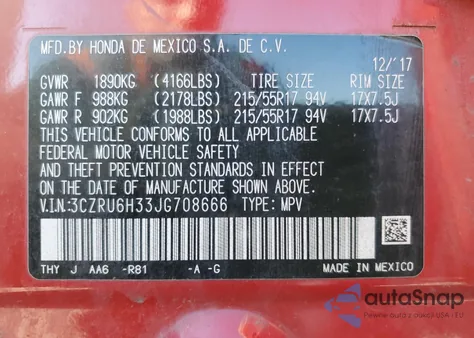 MFD.BY HONDA DE MEXICO S.A. DE C.V.
12/'17
GVWR 1890KG (4166LBS) TIRE SIZE RIM SIZE
GAWR F 988KG (2178LBS) 215/55R17 94V 17X7.5J
GAWR R 902KG (1988LBS) 215/55R17 94V 17X7.5J
THIS VEHICLE CONFORMS TO ALL APPLICABLE
FEDERAL MOTOR VEHICLE SAFETY
AND THEFT PREVENTION STANDARDS IN EFFECT
ON THE DATE OF MANUFACTURE SHOWN ABOVE.
V.I.N:3CZRU6H33JG708666 TYPE: MPV
THY J AA6 -R81 -A -G MADE IN MEXICO
autaSnap